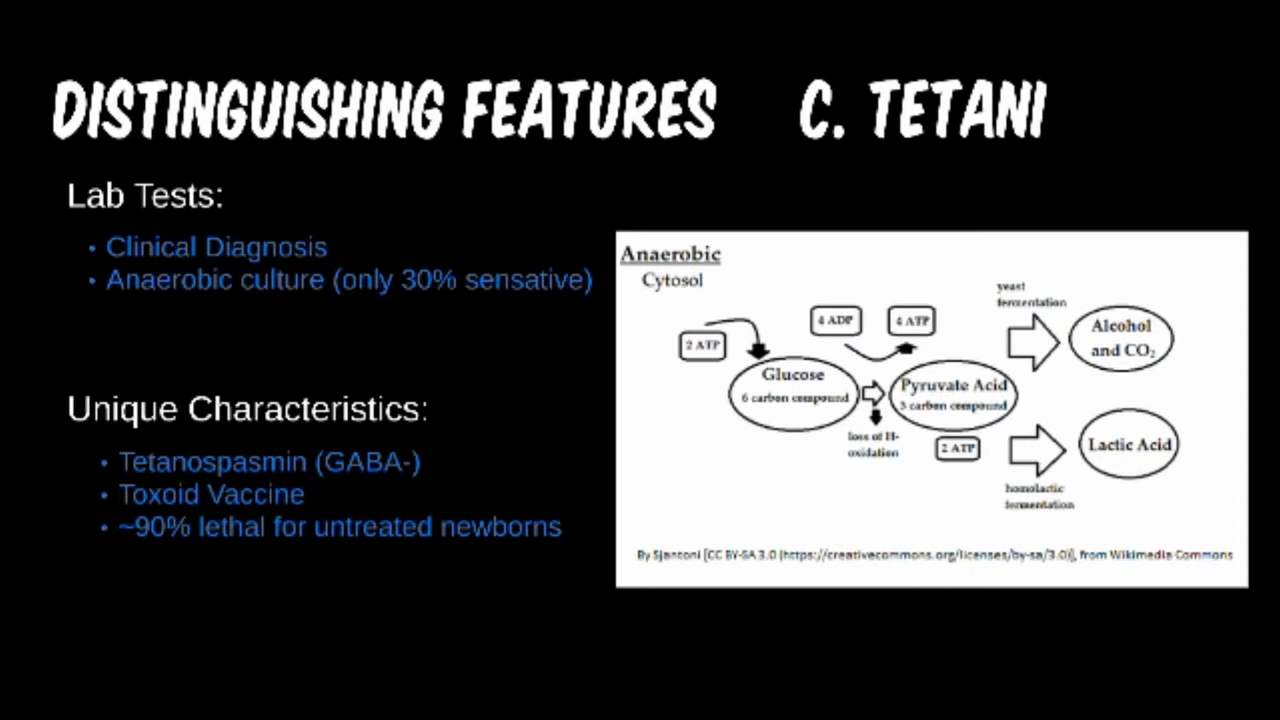 DISTINGUISHING FEATURES C. TETANI
Lab Tests:
• Clinical Diagnosis
• Anaerobic culture (only 30% sensative)
Unique Characteristics:
• Tetanospasmin (GABA-)
• Toxoid Vaccine
• ~90% lethal for untreated newborns
Anaerobic
Cytosol
2 ATP
4 ADP
4 ATP
Glucose
6 carbon compound
loss of H-
oxidation
Pyruvate Acid
3 carbon compound
2 ATP
yeast
fermentation
Alcohol
and CO₂
Lactic Acid
homolactic
fermentation
By Sjantoni [CC BY-SA 3.0 (https://creativecommons.org/licenses/by-sa/3.0)], from Wikimedia Commons